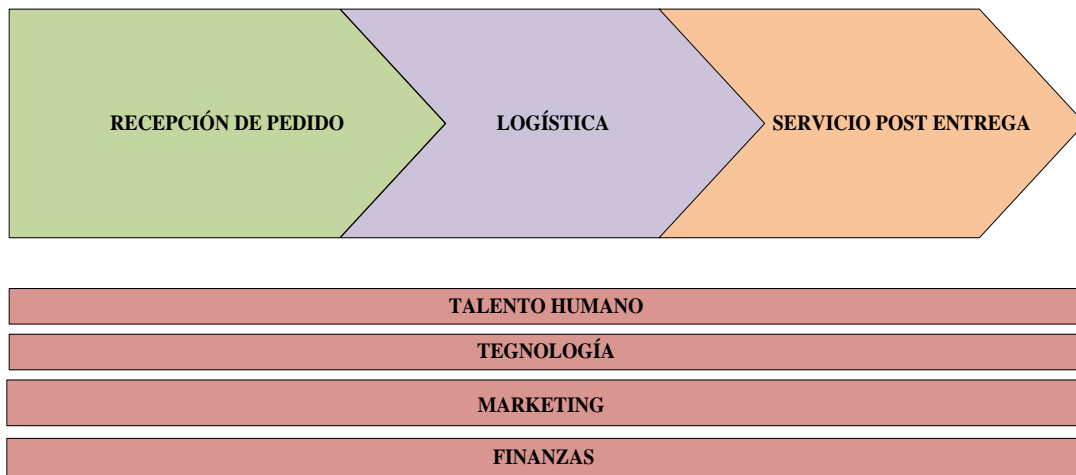 RECEPCIÓN DE PEDIDO
LOGÍSTICA
SERVICIO POST ENTREGA
TALENTO HUMANO
TEGNOLOGÍA
MARKETING
FINANZAS